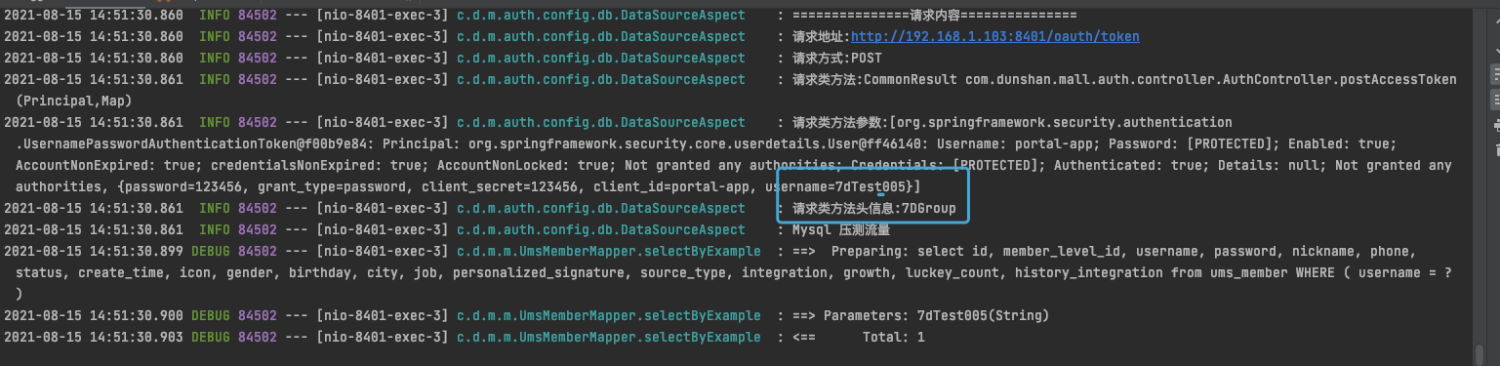 2021-08-15 14:51:30.860  INFO 84502 --- [nio-8401-exec-3] c.d.m.auth.config.db.DataSourceAspect    : ===============请求内容===============
2021-08-15 14:51:30.860  INFO 84502 --- [nio-8401-exec-3] c.d.m.auth.config.db.DataSourceAspect    : 请求地址:http://192.168.1.103:8401/oauth/token
2021-08-15 14:51:30.860  INFO 84502 --- [nio-8401-exec-3] c.d.m.auth.config.db.DataSourceAspect    : 请求方式:POST
2021-08-15 14:51:30.861  INFO 84502 --- [nio-8401-exec-3] c.d.m.auth.config.db.DataSourceAspect    : 请求类方法:CommonResult com.dunshan.mall.auth.controller.AuthController.postAccessToken
(Principal,Map)
2021-08-15 14:51:30.861  INFO 84502 --- [nio-8401-exec-3] c.d.m.auth.config.db.DataSourceAspect    : 请求类方法参数:[org.springframework.security.authentication
.UsernamePasswordAuthenticationToken@f00b9e84: Principal: org.springframework.security.core.userdetails.User@ff46140: Username: portal-app; Password: [PROTECTED]; Enabled: true;
AccountNonExpired: true; credentialsNonExpired: true; AccountNonLocked: true; Not granted any authorities; Credentials: [PROTECTED]; Authenticated: true; Details: null; Not granted any
authorities, {password=123456, grant_type=password, client_secret=123456, client_id=portal-app, username=7dTest005}]
2021-08-15 14:51:30.861  INFO 84502 --- [nio-8401-exec-3] c.d.m.auth.config.db.DataSourceAspect    : 请求类方法头信息:7DGroup
2021-08-15 14:51:30.861  INFO 84502 --- [nio-8401-exec-3] c.d.m.auth.config.db.DataSourceAspect    : Mysql 压测流量
2021-08-15 14:51:30.899 DEBUG 84502 --- [nio-8401-exec-3] c.d.m.m.UmsMemberMapper.selectByExample  : ==>  Preparing: select id, member_level_id, username, password, nickname, phone,
status, create_time, icon, gender, birthday, city, job, personalized_signature, source_type, integration, growth, luckey_count, history_integration from ums_member WHERE ( username = ?
)
2021-08-15 14:51:30.900 DEBUG 84502 --- [nio-8401-exec-3] c.d.m.m.UmsMemberMapper.selectByExample  : ==> Parameters: 7dTest005(String)
2021-08-15 14:51:30.903 DEBUG 84502 --- [nio-8401-exec-3] c.d.m.m.UmsMemberMapper.selectByExample  : <==      Total: 1